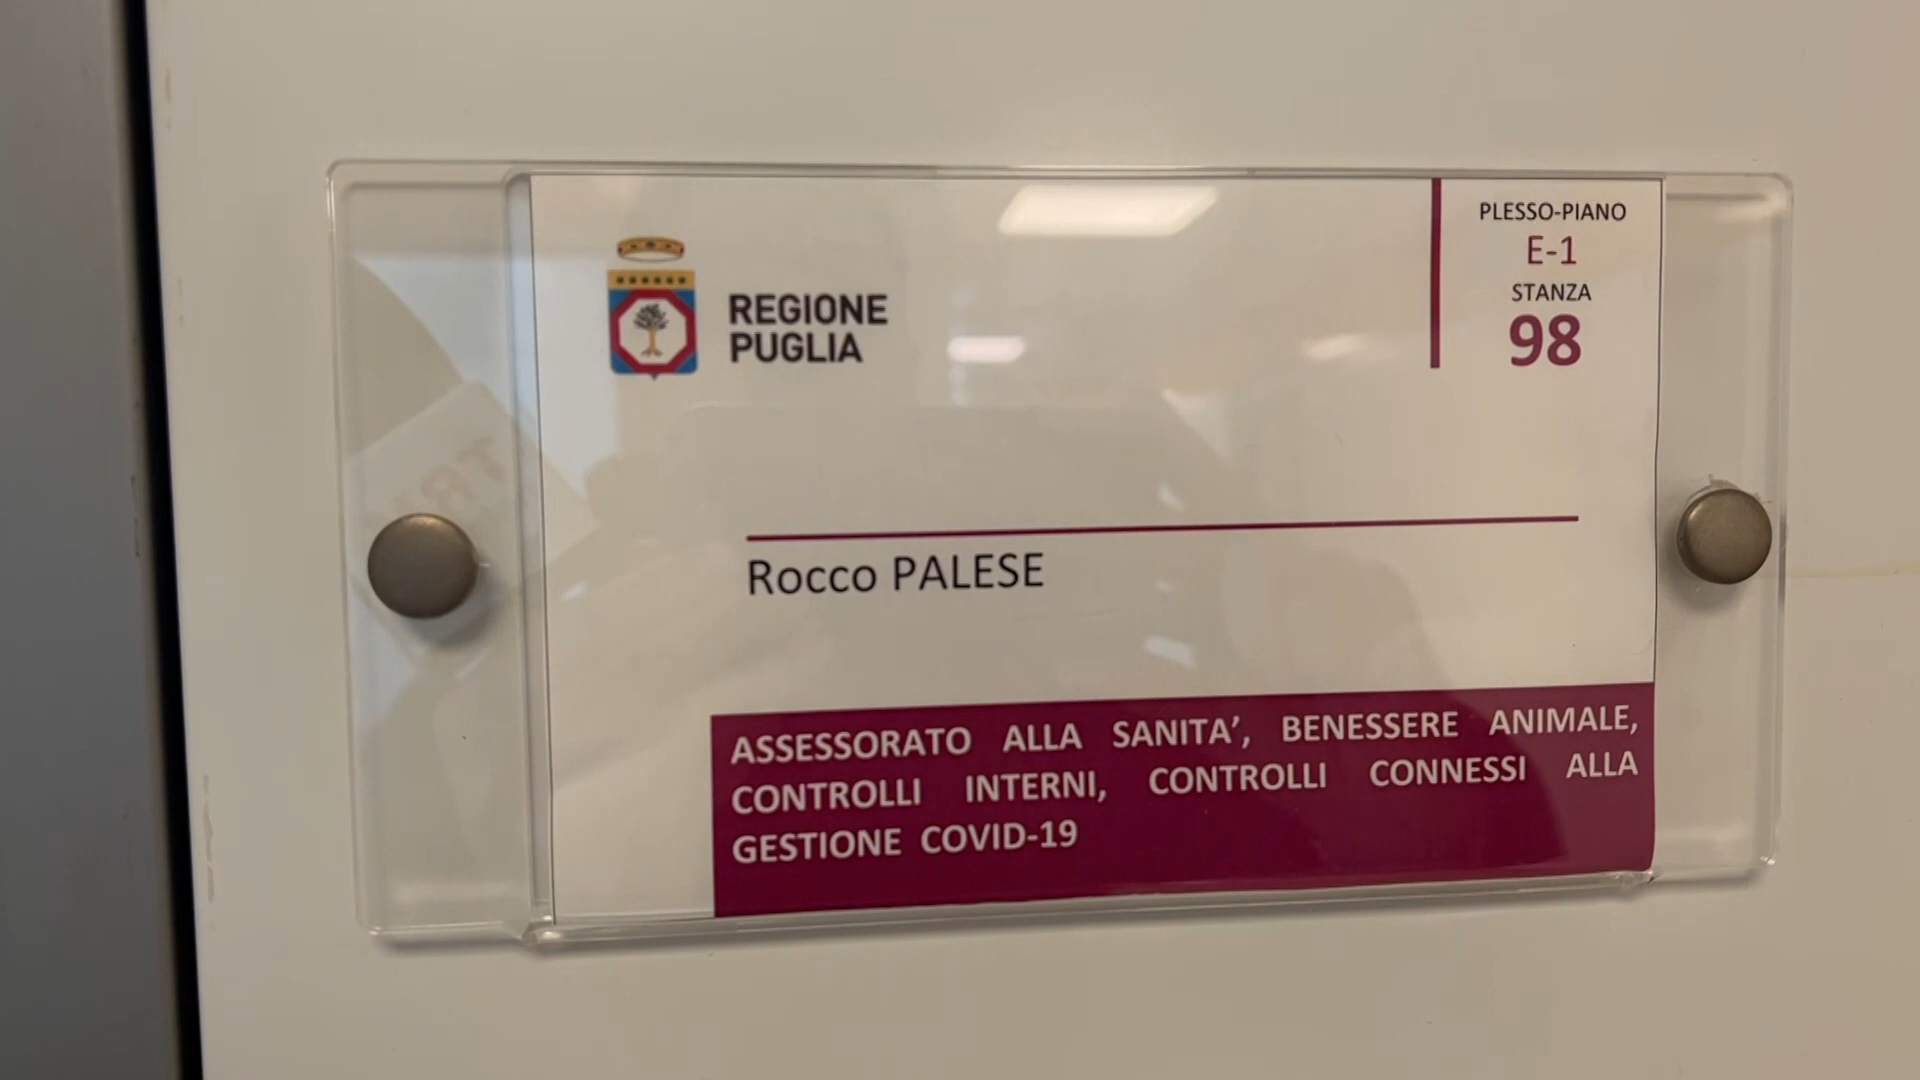 REGIONE
PUGLIA
PLESSO-PIANO
E-1
STANZA
98
Rocco PALESE
ASSESSORATO ALLA SANITA’, BENESSERE ANIMALE,
CONTROLLI INTERNI, CONTROLLI CONNESSI ALLA
GESTIONE COVID-19